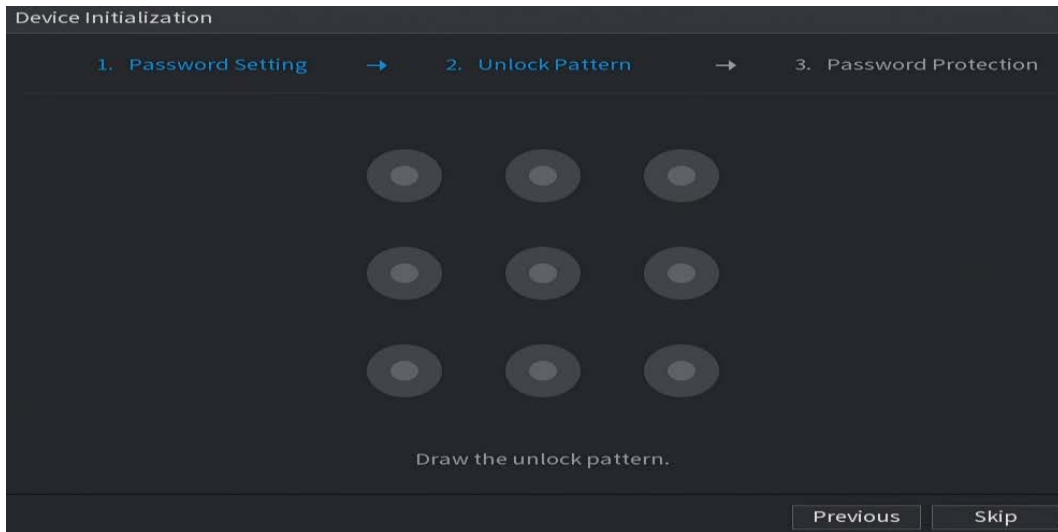 Device Initialization
1. Password Setting → 2. Unlock Pattern → 3. Password Protection
Draw the unlock pattern.
Previous Skip